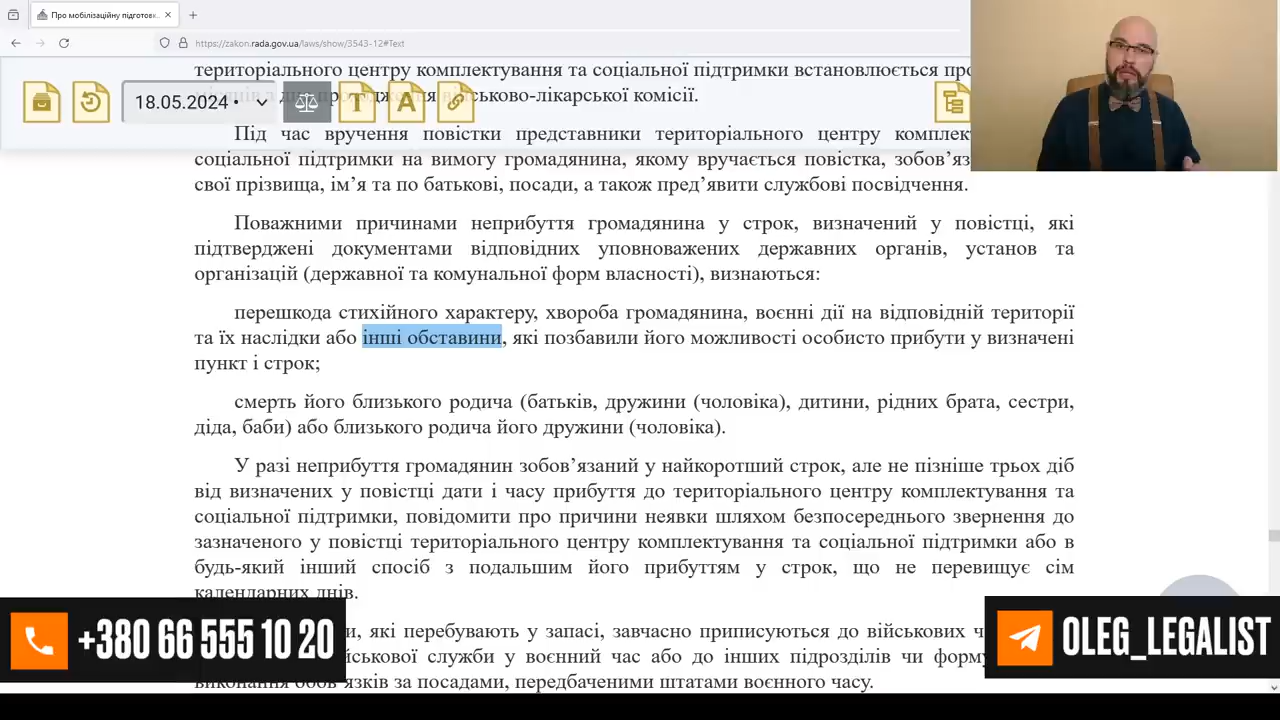 Про мобілізаційну підготовк...
https://zakon.rada.gov.ua/laws/show/3543-12#Text
територіального центру комплектування та соціальної підтримки встановлюється про
18.05.2024 •
військово-лікарської комісії.
Під час вручення повістки представники територіального центру комплек
соціальної підтримки на вимогу громадянина, якому вручається повістка, зобов’яз
свої прізвища, ім’я та по батькові, посади, а також пред’явити службові посвідчення.
Поважними причинами неприбуття громадянина у строк, визначений у повістці, які
підтверджені документами відповідних уповноважених державних органів, установ та
організацій (державної та комунальної форм власності), визнаються:
перешкода стихійного характеру, хвороба громадянина, воєнні дії на відповідній території
та їх наслідки або інші обставини, які позбавили його можливості особисто прибути у визначені
пункт і строк;
смерть його близького родича (батьків, дружини (чоловіка), дитини, рідних брата, сестри,
діда, баби) або близького родича його дружини (чоловіка).
У разі неприбуття громадянин зобов’язаний у найкоротший строк, але не пізніше трьох діб
від визначених у повістці дати і часу прибуття до територіального центру комплектування та
соціальної підтримки, повідомити про причини неявки шляхом безпосереднього звернення до
зазначеного у повістці територіального центру комплектування та соціальної підтримки або в
будь-який інший спосіб з подальшим його прибуттям у строк, що не перевищує сім
календарних днів.
+380 66 555 10 20
OLEG_LEGALIST
які перебувають у запасі, завчасно приписуються до військових ч
йськової служби у воєнний час або до інших підрозділів чи форму
виконання обов’язків за посадами, передбаченими штатами воєнного часу.